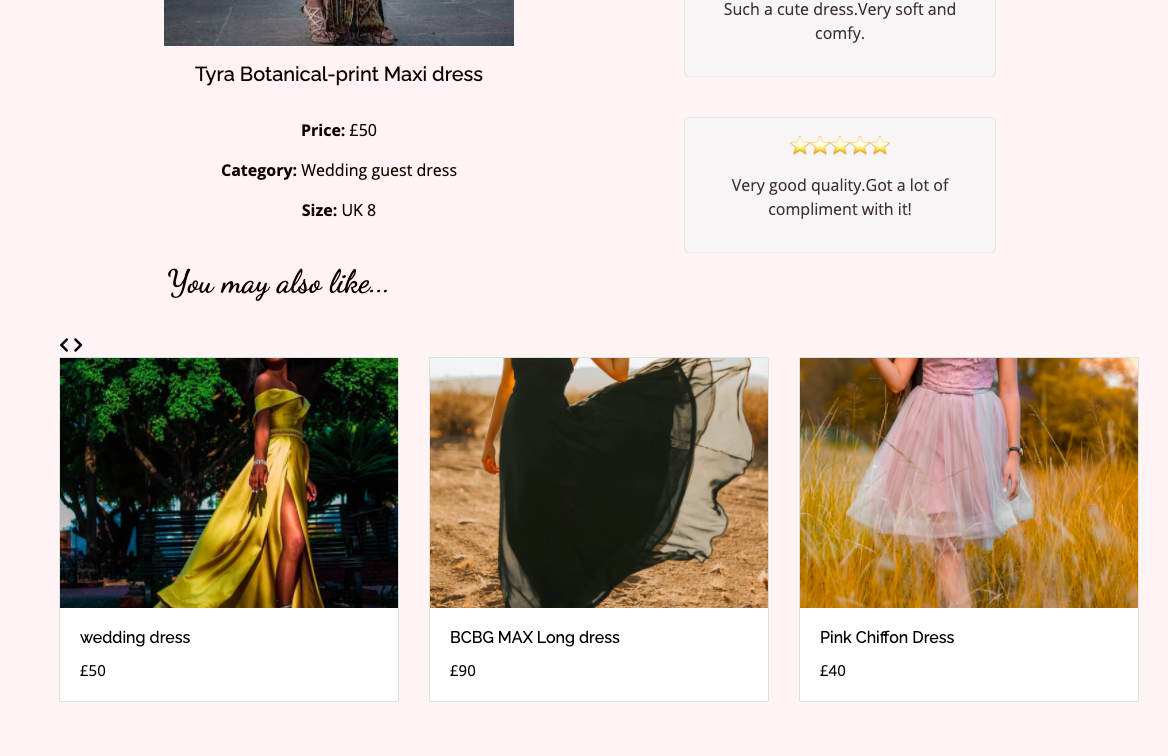 Such a cute dress.Very soft and
comfy.
Tyra Botanical-print Maxi dress
Price: £50
Category: Wedding guest dress
Size: UK 8
Very good quality.Got a lot of
compliment with it!
You may also like...
wedding dress
£50
BCBG MAX Long dress
£90
Pink Chiffon Dress
£40